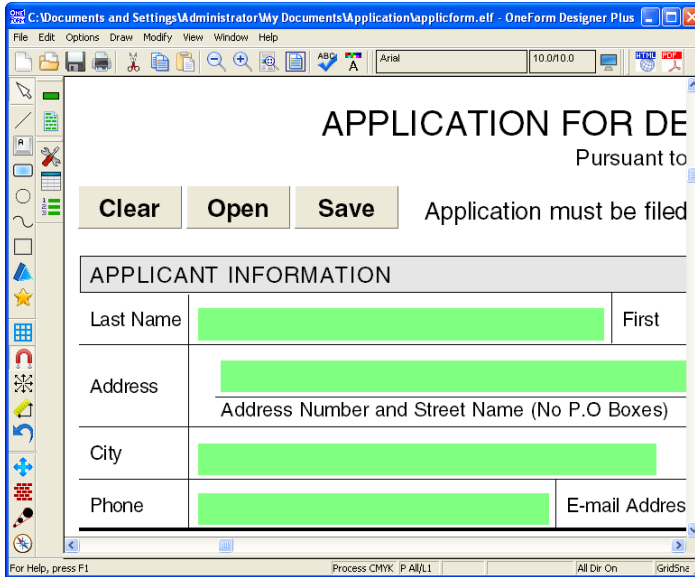 C:\Documents and Settings\Administrator\My Documents\Application\applicform.elf - OneForm Designer Plus
File Edit Options Draw Modify View Window Help
ABC A Arial 10.0/10.0 HTML PDF
APPLICATION FOR DE
Pursuant to
Clear Open Save Application must be filed
APPLICANT INFORMATION
Last Name First
Address
Address Number and Street Name (No P.O Boxes)
City
Phone E-mail Addres
For Help, press F1 Process CMYK P All/L1 All Dir On GridSna